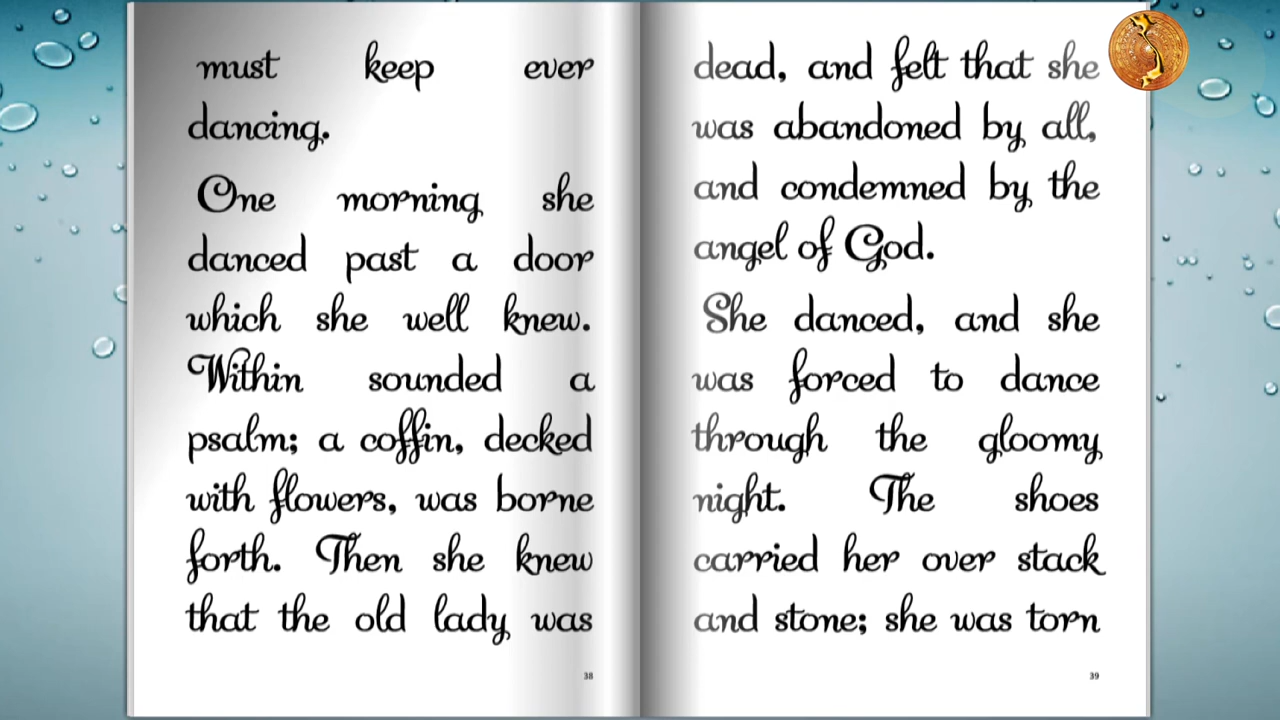 must keep ever
dancing.
One morning she
danced past a door
which she well knew.
Within sounded a
psalm; a coffin, decked
with flowers, was borne
forth. Then she knew
that the old lady was
38
dead, and felt that she
was abandoned by all,
and condemned by the
angel of God.
She danced, and she
was forced to dance
through the gloomy
night. The shoes
carried her over stack
and stone; she was torn
39